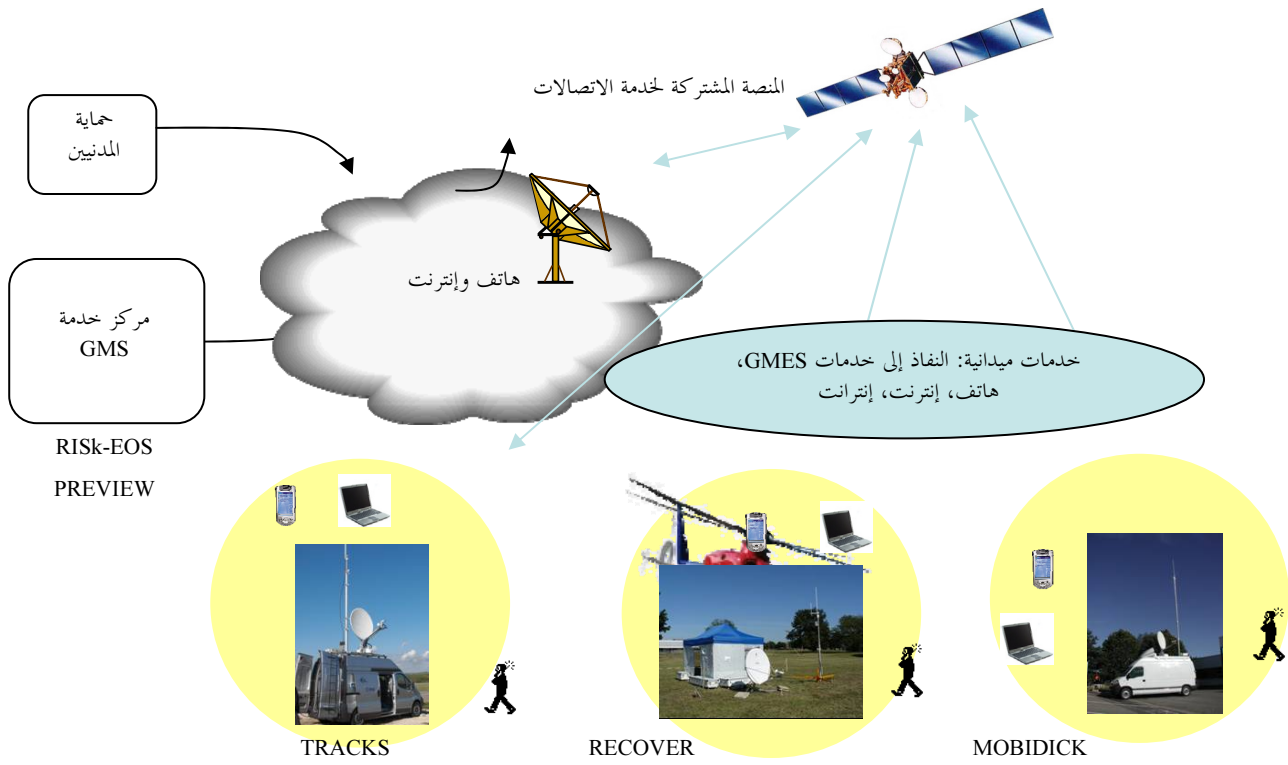 المنصة المشتركة لخدمة الاتصالات
حماية
المدنيين
هاتف وإنترنت
مركز خدمة
GMS
خدمات ميدانية: النفاذ إلى خدمات GMES،
هاتف، إنترنت، إنترانت
RISk-EOS
PREVIEW
TRACKS
RECOVER
MOBIDICK